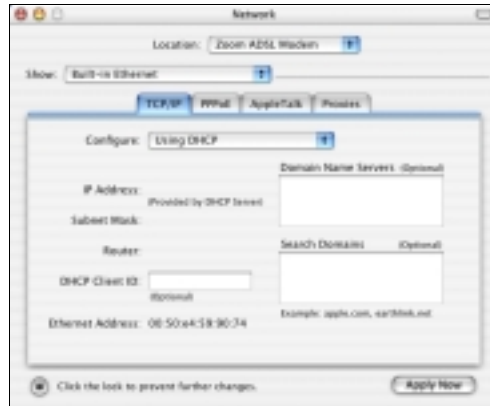 Network
Location: Zoom ADSL Modem
Show: Built-in Ethernet
TCP/IP PPPoE AppleTalk Proxies
Configure: Using DHCP
Domain Name Servers (Optional)
IP Address:
(Provided by DHCP Server)
Subnet Mask:
Router:
Search Domains (Optional)
DHCP Client ID:
(Optional)
Example: apple.com, earthlink.net
Ethernet Address: 00:50:e4:59:90:74
Click the lock to prevent further changes.
Apply Now